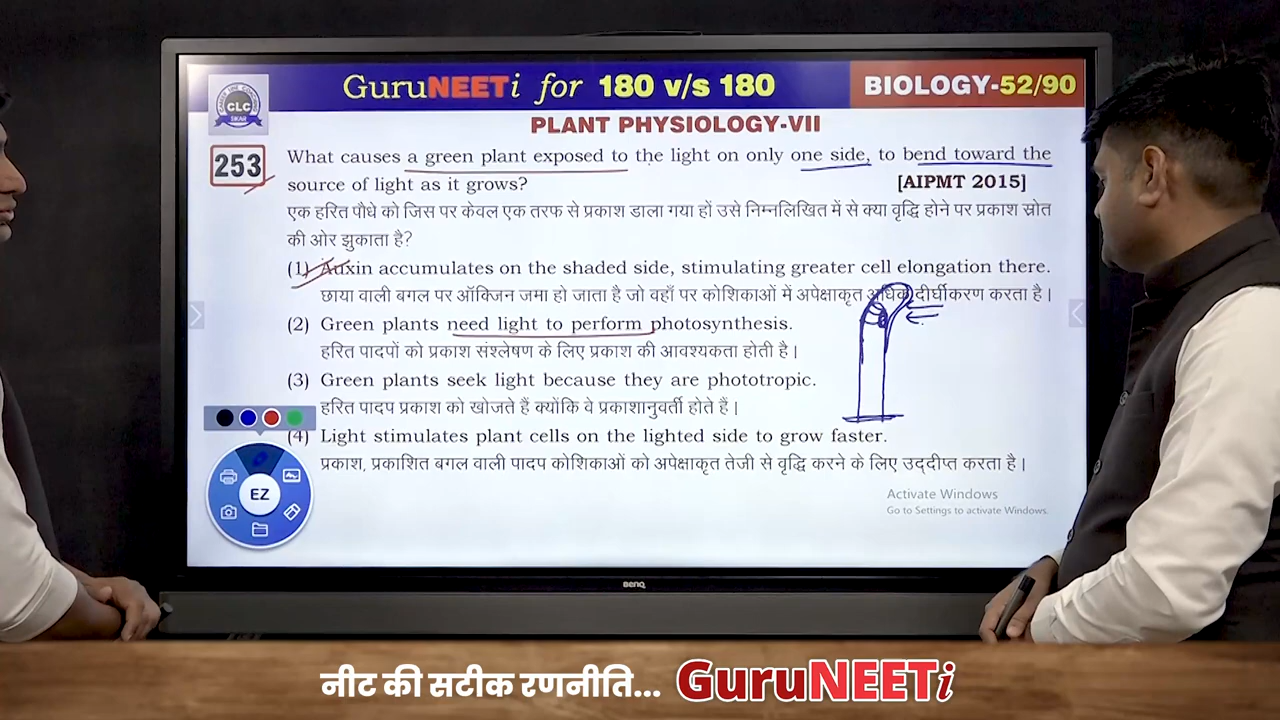 GuruNEETi for 180 v/s 180
BIOLOGY-52/90
CLC
SIKAR
PLANT PHYSIOLOGY-VII
253
What causes a green plant exposed to the light on only one side, to bend toward the
source of light as it grows? [AIPMT 2015]
एक हरित पौधे को जिस पर केवल एक तरफ से प्रकाश डाला गया हों उसे निम्नलिखित में से क्या वृद्धि होने पर प्रकाश स्रोत
की ओर झुकाता है?
(1) Auxin accumulates on the shaded side, stimulating greater cell elongation there.
छाया वाली बगल पर ऑक्जिन जमा हो जाता है जो वहाँ पर कोशिकाओं में अपेक्षाकृत अधिक दीर्घीकरण करता है।
(2) Green plants need light to perform photosynthesis.
हरित पादपों को प्रकाश संश्लेषण के लिए प्रकाश की आवश्यकता होती है।
(3) Green plants seek light because they are phototropic.
हरित पादप प्रकाश को खोजते हैं क्योंकि वे प्रकाशानुवर्ती होते हैं।
(4) Light stimulates plant cells on the lighted side to grow faster.
प्रकाश, प्रकाशित बगल वाली पादप कोशिकाओं को अपेक्षाकृत तेजी से वृद्धि करने के लिए उद्दीप्त करता है।
EZ
Activate Windows
Go to Settings to activate Windows.
BenQ
नीट की सटीक रणनीति... GuruNEETi